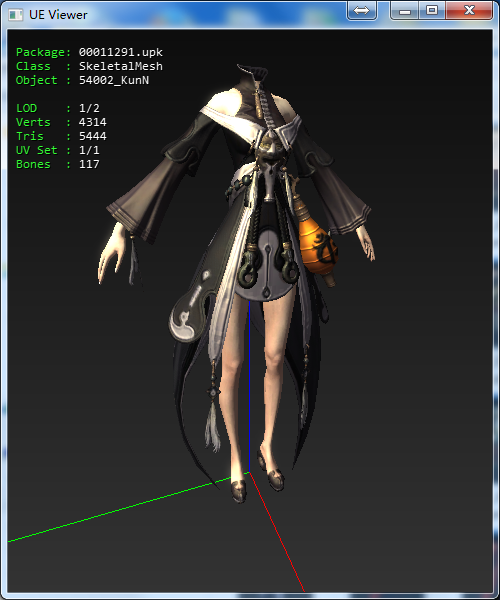 UE Viewer
Package: 00011291.upk
Class : SkeletalMesh
Object : 54002_KunN
LOD : 1/2
Verts : 4314
Tris : 5444
UV Set : 1/1
Bones : 117